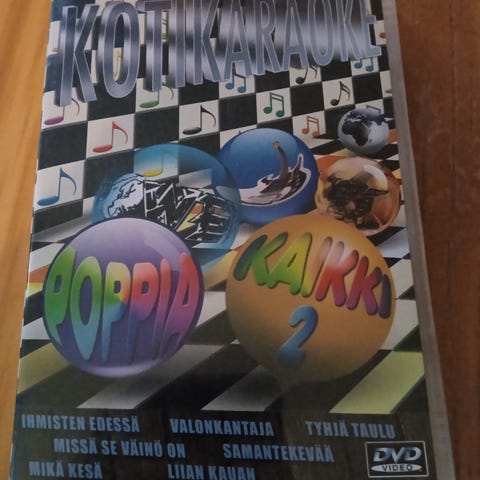 KOTIKARAOKE
POPPIA
KAIKKI
2
IHMISTEN EDESSÄ VALONKANTAJA TYHJÄ TAULU
MISSÄ SE VÄINÖ ON SAMANTEKEVÄÄ
MIKÄ KESÄ LIIAN KAUAN
DVD
VIDEO